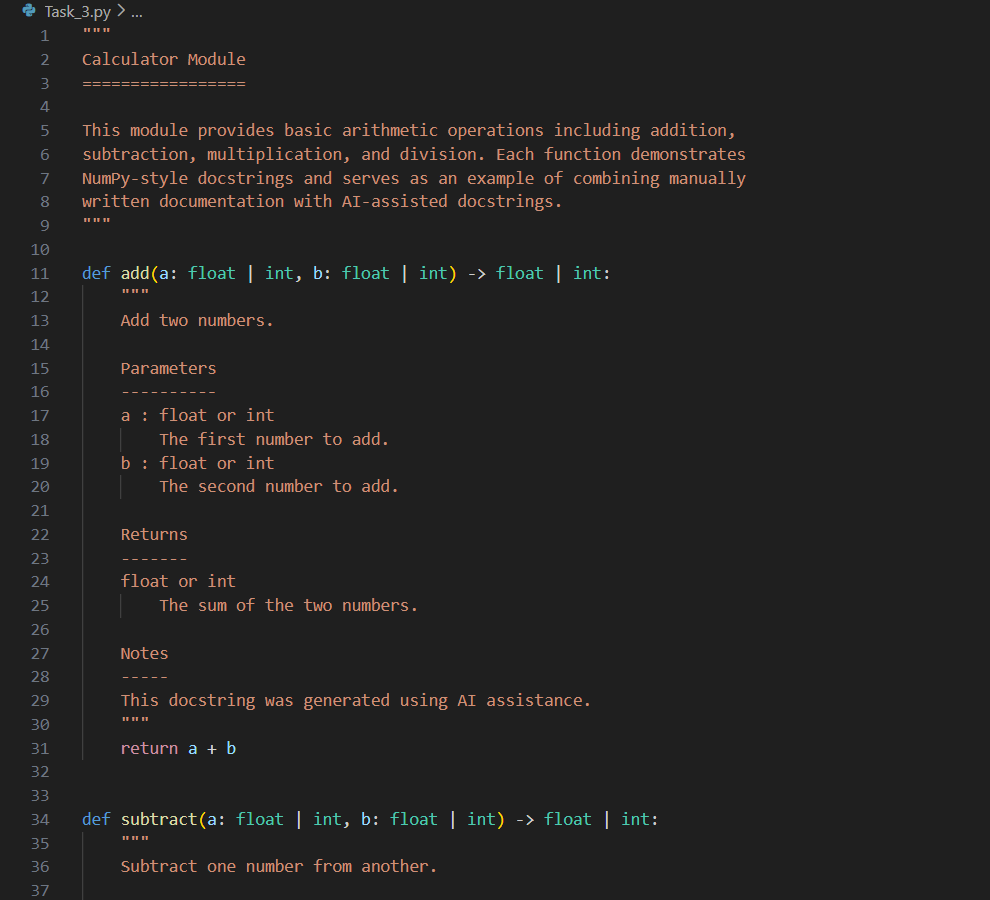 Task_3.py > ...
1 """
2 Calculator Module
3 =================
4
5 This module provides basic arithmetic operations including addition,
6 subtraction, multiplication, and division. Each function demonstrates
7 NumPy-style docstrings and serves as an example of combining manually
8 written documentation with AI-assisted docstrings.
9 """
10
11 def add(a: float | int, b: float | int) -> float | int:
12     """
13     Add two numbers.
14
15     Parameters
16     ----------
17     a : float or int
18         The first number to add.
19     b : float or int
20         The second number to add.
21
22     Returns
23     -------
24     float or int
25         The sum of the two numbers.
26
27     Notes
28     -----
29     This docstring was generated using AI assistance.
30     """
31     return a + b
32
33
34 def subtract(a: float | int, b: float | int) -> float | int:
35     """
36     Subtract one number from another.
37